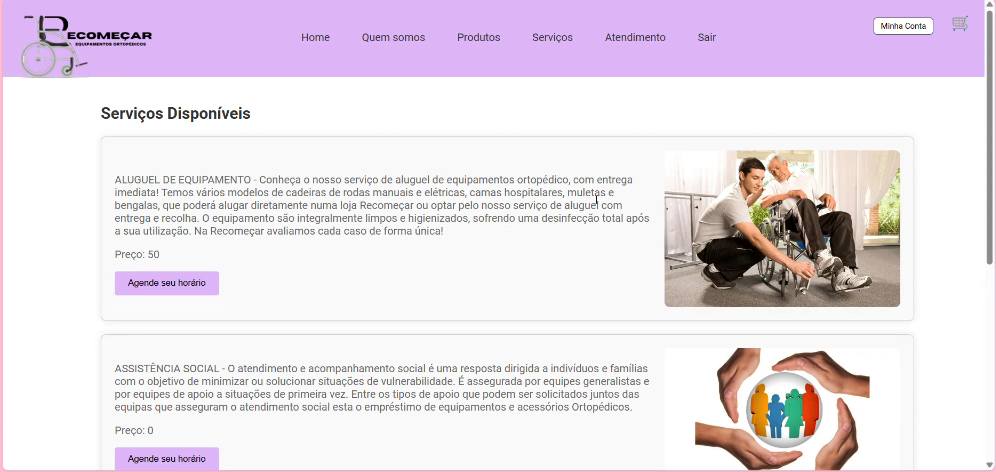 RECOMEÇAR
EQUIPAMENTOS ORTOPÉDICOS
Home Quem somos Produtos Serviços Atendimento Sair
Minha Conta
Serviços Disponíveis
ALUGUEL DE EQUIPAMENTO - Conheça o nosso serviço de aluguel de equipamentos ortopédico, com entrega
imediata! Temos vários modelos de cadeiras de rodas manuais e elétricas, camas hospitalares, muletas e
bengalas, que poderá alugar diretamente numa loja Recomeçar ou optar pelo nosso serviço de aluguel com
entrega e recolha. O equipamento são integralmente limpos e higienizados, sofrendo uma desinfecção total após
a sua utilização. Na Recomeçar avaliamos cada caso de forma única!
Preço: 50
Agende seu horário
ASSISTÊNCIA SOCIAL - O atendimento e acompanhamento social é uma resposta dirigida a indivíduos e famílias
com o objetivo de minimizar ou solucionar situações de vulnerabilidade. É assegurada por equipes generalistas e
por equipes de apoio a situações de primeira vez. Entre os tipos de apoio que podem ser solicitados juntos das
equipas que asseguram o atendimento social esta o empréstimo de equipamentos e acessórios Ortopédicos.
Preço: 0
Agende seu horário